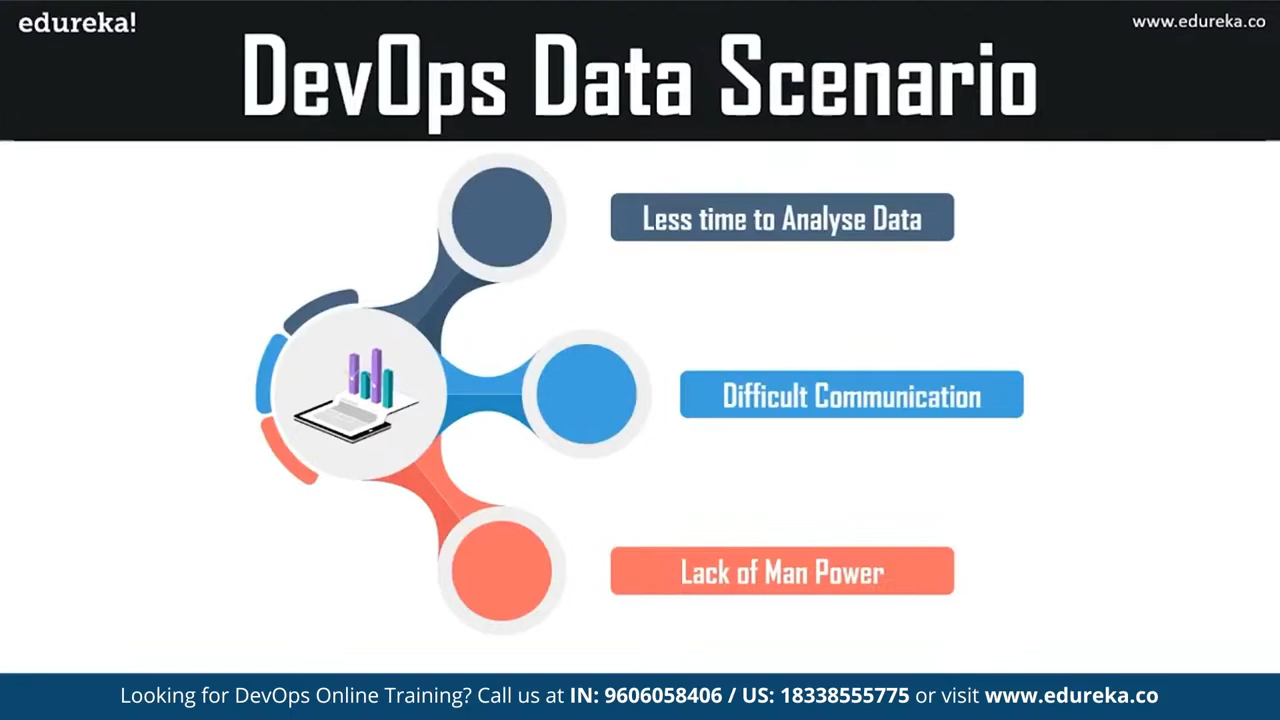 edureka!
www.edureka.co
DevOps Data Scenario
Less time to Analyse Data
Difficult Communication
Lack of Man Power
Looking for DevOps Online Training? Call us at IN: 9606058406 / US: 18338555775 or visit www.edureka.co